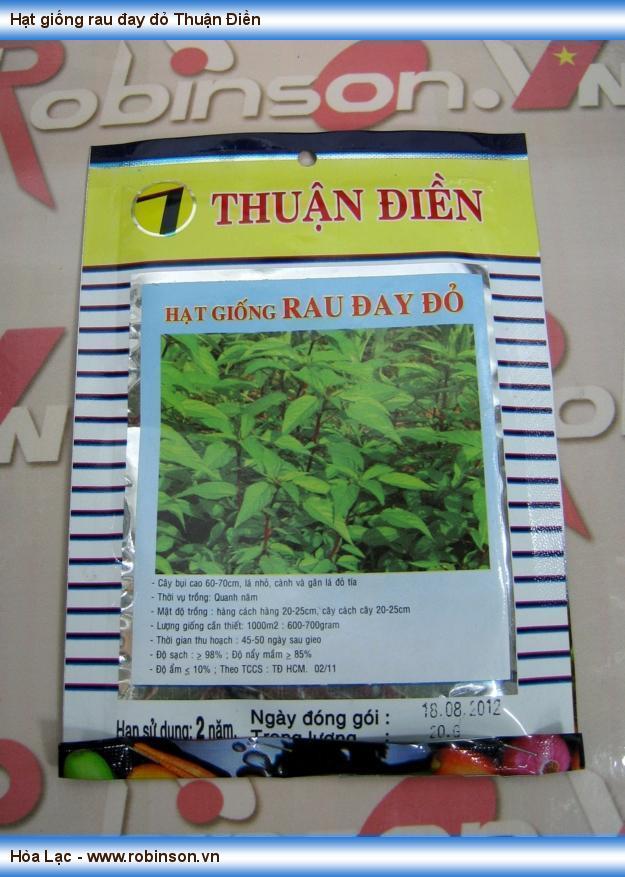 Hạt giống rau đay đỏ Thuận Điền
Robinson.VN
THUẬN ĐIỀN
HẠT GIỐNG RAU ĐAY ĐỎ
- Cây bụi cao 60-70cm, lá nhỏ, cành và gân lá đỏ tía
- Thời vụ trồng: Quanh năm
- Mật độ trồng : hàng cách hàng 20-25cm, cây cách cây 20-25cm
- Lượng giống cần thiết: 1000m2 : 600-700gram
- Thời gian thu hoạch : 45-50 ngày sau gieo
- Độ sạch : ≥ 98% ; Độ nẩy mầm ≥ 85%
- Độ ẩm ≤ 10% ; Theo TCCS : TĐ HCM. 02/11
Hạn sử dụng: 2 năm.
Ngày đóng gói : 18.08.2012
Trọng lượng : 20.G
Hòa Lạc - www.robinson.vn